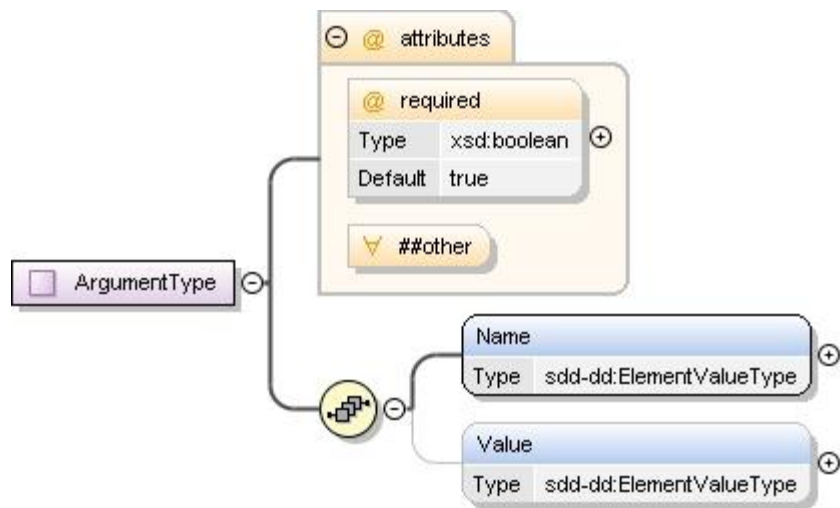 @ attributes
@ required
Type xsd:boolean
Default true
∀ ##other
ArgumentType
Name
Type sdd-dd:ElementValueType
Value
Type sdd-dd:ElementValueType